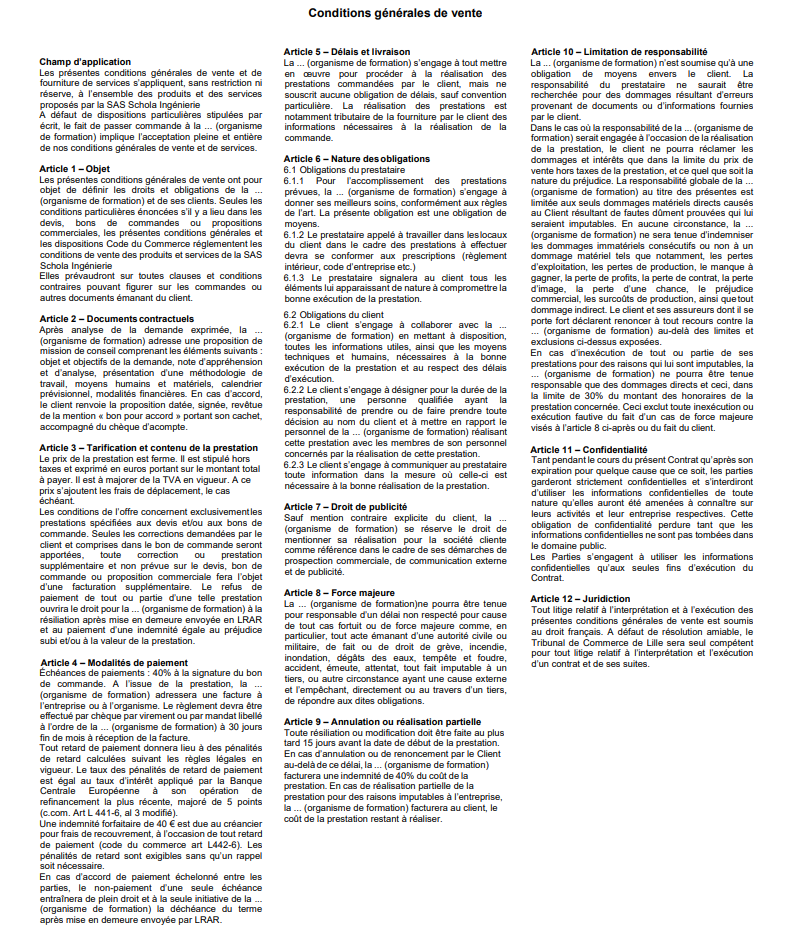 Conditions générales de vente
Champ d’application
Les présentes conditions générales de vente et de
fourniture de services s’appliquent, sans restriction ni
réserve, à l’ensemble des produits et des services
proposés par la SAS Schola Ingénierie
A défaut de dispositions particulières stipulées par
écrit, le fait de passer commande à la ... (organisme
de formation) implique l’acceptation pleine et entière
de nos conditions générales de vente et de services.
Article 1 – Objet
Les présentes conditions générales de vente ont pour
objet de définir les droits et obligations de la ...
(organisme de formation) et de ses clients. Seules les
conditions particulières énoncées s’il y a lieu dans les
devis, bons de commandes ou propositions
commerciales, les présentes conditions générales et
les dispositions Code du Commerce réglementent les
conditions de vente des produits et services de la SAS
Schola Ingénierie
Elles prévaudront sur toutes clauses et conditions
contraires pouvant figurer sur les commandes ou
autres documents émanant du client.
Article 2 – Documents contractuels
Après analyse de la demande exprimée, la ...
(organisme de formation) adresse une proposition de
mission de conseil comprenant les éléments suivants :
objet et objectifs de la demande, note d’appréhension
et d’analyse, présentation d’une méthodologie de
travail, moyens humains et matériels, calendrier
prévisionnel, modalités financières. En cas d’accord,
le client renvoie la proposition datée, signée, revêtue
de la mention « bon pour accord » portant son cachet,
accompagné du chèque d’acompte.
Article 3 – Tarification et contenu de la prestation
Le prix de la prestation est ferme. Il est stipulé hors
taxes et exprimé en euros portant sur le montant total
à payer. Il est à majorer de la TVA en vigueur. A ce
prix s’ajoutent les frais de déplacement, le cas
échéant.
Les conditions de l’offre concernent exclusivement les
prestations spécifiées aux devis et/ou aux bons de
commande. Seules les corrections demandées par le
client et comprises dans le bon de commande seront
apportées, toute correction ou prestation
supplémentaire et non prévue sur le devis, bon de
commande ou proposition commerciale fera l’objet
d’une facturation supplémentaire. Le refus de
paiement de tout ou partie d’une telle prestation
ouvrira le droit pour la ... (organisme de formation) à la
résiliation après mise en demeure envoyée en LRAR
et au paiement d’une indemnité égale au préjudice
subi et/ou à la valeur de la prestation.
Article 4 – Modalités de paiement
Échéances de paiements : 40% à la signature du bon
de commande. A l’issue de la prestation, la ...
(organisme de formation) adressera une facture à
l’entreprise ou à l’organisme. Le règlement devra être
effectué par chèque par virement ou par mandat libellé
à l’ordre de la ... (organisme de formation) à 30 jours
fin de mois à réception de la facture.
Tout retard de paiement donnera lieu à des pénalités
de retard calculées suivant les règles légales en
vigueur. Le taux des pénalités de retard de paiement
est égal au taux d’intérêt appliqué par la Banque
Centrale Européenne à son opération de
refinancement la plus récente, majoré de 5 points
(c.com. Art L 441-6, al 3 modifié).
Une indemnité forfaitaire de 40 € est due au créancier
pour frais de recouvrement, à l’occasion de tout retard
de paiement (code du commerce art L442-6). Les
pénalités de retard sont exigibles sans qu’un rappel
soit nécessaire.
En cas d’accord de paiement échelonné entre les
parties, le non-paiement d’une seule échéance
entraînera de plein droit et à la seule initiative de la ...
(organisme de formation) la déchéance du terme
après mise en demeure envoyée par LRAR.
Article 5 – Délais et livraison
La ... (organisme de formation) s’engage à tout mettre
en œuvre pour procéder à la réalisation des
prestations commandées par le client, mais ne
souscrit aucune obligation de délais, sauf convention
particulière. La réalisation des prestations est
notamment tributaire de la fourniture par le client des
informations nécessaires à la réalisation de la
commande.
Article 6 – Nature des obligations
6.1 Obligations du prestataire
6.1.1 Pour l’accomplissement des prestations
prévues, la ... (organisme de formation) s’engage à
donner ses meilleurs soins, conformément aux règles
de l’art. La présente obligation est une obligation de
moyens.
6.1.2 Le prestataire appelé à travailler dans les locaux
du client dans le cadre des prestations à effectuer
devra se conformer aux prescriptions (règlement
intérieur, code d’entreprise etc.)
6.1.3 Le prestataire signalera au client tous les
éléments lui apparaissant de nature à compromettre la
bonne exécution de la prestation.
6.2 Obligations du client
6.2.1 Le client s’engage à collaborer avec la ...
(organisme de formation) en mettant à disposition,
toutes les informations utiles, ainsi que les moyens
techniques et humains, nécessaires à la bonne
exécution de la prestation et au respect des délais
d’exécution.
6.2.2 Le client s’engage à désigner pour la durée de la
prestation, une personne qualifiée ayant la
responsabilité de prendre ou de faire prendre toute
décision au nom du client et à mettre en rapport le
personnel de la ... (organisme de formation) réalisant
cette prestation avec les membres de son personnel
concernés par la réalisation de cette prestation.
6.2.3 Le client s’engage à communiquer au prestataire
toute information dans la mesure où celle-ci est
nécessaire à la bonne réalisation de la prestation.
Article 7 – Droit de publicité
Sauf mention contraire explicite du client, la ...
(organisme de formation) se réserve le droit de
mentionner sa réalisation pour la société cliente
comme référence dans le cadre de ses démarches de
prospection commerciale, de communication externe
et de publicité.
Article 8 – Force majeure
La ... (organisme de formation)ne pourra être tenue
pour responsable d’un délai non respecté pour cause
de tout cas fortuit ou de force majeure comme, en
particulier, tout acte émanant d’une autorité civile ou
militaire, de fait ou de droit de grève, incendie,
inondation, dégâts des eaux, tempête et foudre,
accident, émeute, attentat, tout fait imputable à un
tiers, ou autre circonstance ayant une cause externe
et l’empêchant, directement ou au travers d’un tiers,
de répondre aux dites obligations.
Article 9 – Annulation ou réalisation partielle
Toute résiliation ou modification doit être faite au plus
tard 15 jours avant la date de début de la prestation.
En cas d’annulation ou de renoncement par le Client
au-delà de ce délai, la ... (organisme de formation)
facturera une indemnité de 40% du coût de la
prestation. En cas de réalisation partielle de la
prestation pour des raisons imputables à l’entreprise,
la ... (organisme de formation) facturera au client, le
coût de la prestation restant à réaliser.
Article 10 – Limitation de responsabilité
La ... (organisme de formation) n’est soumise qu’à une
obligation de moyens envers le client. La
responsabilité du prestataire ne saurait être
recherchée pour des dommages résultant d’erreurs
provenant de documents ou d’informations fournies
par le client.
Dans le cas où la responsabilité de la ... (organisme de
formation) serait engagée à l’occasion de la réalisation
de la prestation, le client ne pourra réclamer les
dommages et intérêts que dans la limite du prix de
vente hors taxes de la prestation, et ce quel que soit la
nature du préjudice. La responsabilité globale de la ...
(organisme de formation) au titre des présentes est
limitée aux seuls dommages matériels directs causés
au Client résultant de fautes dûment prouvées qui lui
seraient imputables. En aucune circonstance, la ...
(organisme de formation) ne sera tenue d’indemniser
les dommages immatériels consécutifs ou non à un
dommage matériel tels que notamment, les pertes
d’exploitation, les pertes de production, le manque à
gagner, la perte de profits, la perte de contrat, la perte
d’image, la perte d’une chance, le préjudice
commercial, les surcoûts de production, ainsi que tout
dommage indirect. Le client et ses assureurs dont il se
porte fort déclarent renoncer à tout recours contre la
... (organisme de formation) au-delà des limites et
exclusions ci-dessus exposées.
En cas d’inexécution de tout ou partie de ses
prestations pour des raisons qui lui sont imputables, la
... (organisme de formation) ne pourra être tenue
responsable que des dommages directs et ceci, dans
la limite de 30% du montant des honoraires de la
prestation concernée. Ceci exclut toute inexécution ou
exécution fautive du fait d’un cas de force majeure
visés à l’article 8 ci-après ou du fait du client.
Article 11 – Confidentialité
Tant pendant le cours du présent Contrat qu’après son
expiration pour quelque cause que ce soit, les parties
garderont strictement confidentielles et s’interdiront
d’utiliser les informations confidentielles de toute
nature qu’elles auront été amenées à connaître sur
leurs activités et leur entreprise respectives. Cette
obligation de confidentialité perdure tant que les
informations confidentielles ne sont pas tombées dans
le domaine public.
Les Parties s’engagent à utiliser les informations
confidentielles qu’aux seules fins d’exécution du
Contrat.
Article 12 – Juridiction
Tout litige relatif à l’interprétation et à l’exécution des
présentes conditions générales de vente est soumis
au droit français. A défaut de résolution amiable, le
Tribunal de Commerce de Lille sera seul compétent
pour tout litige relatif à l’interprétation et l’exécution
d’un contrat et de ses suites.